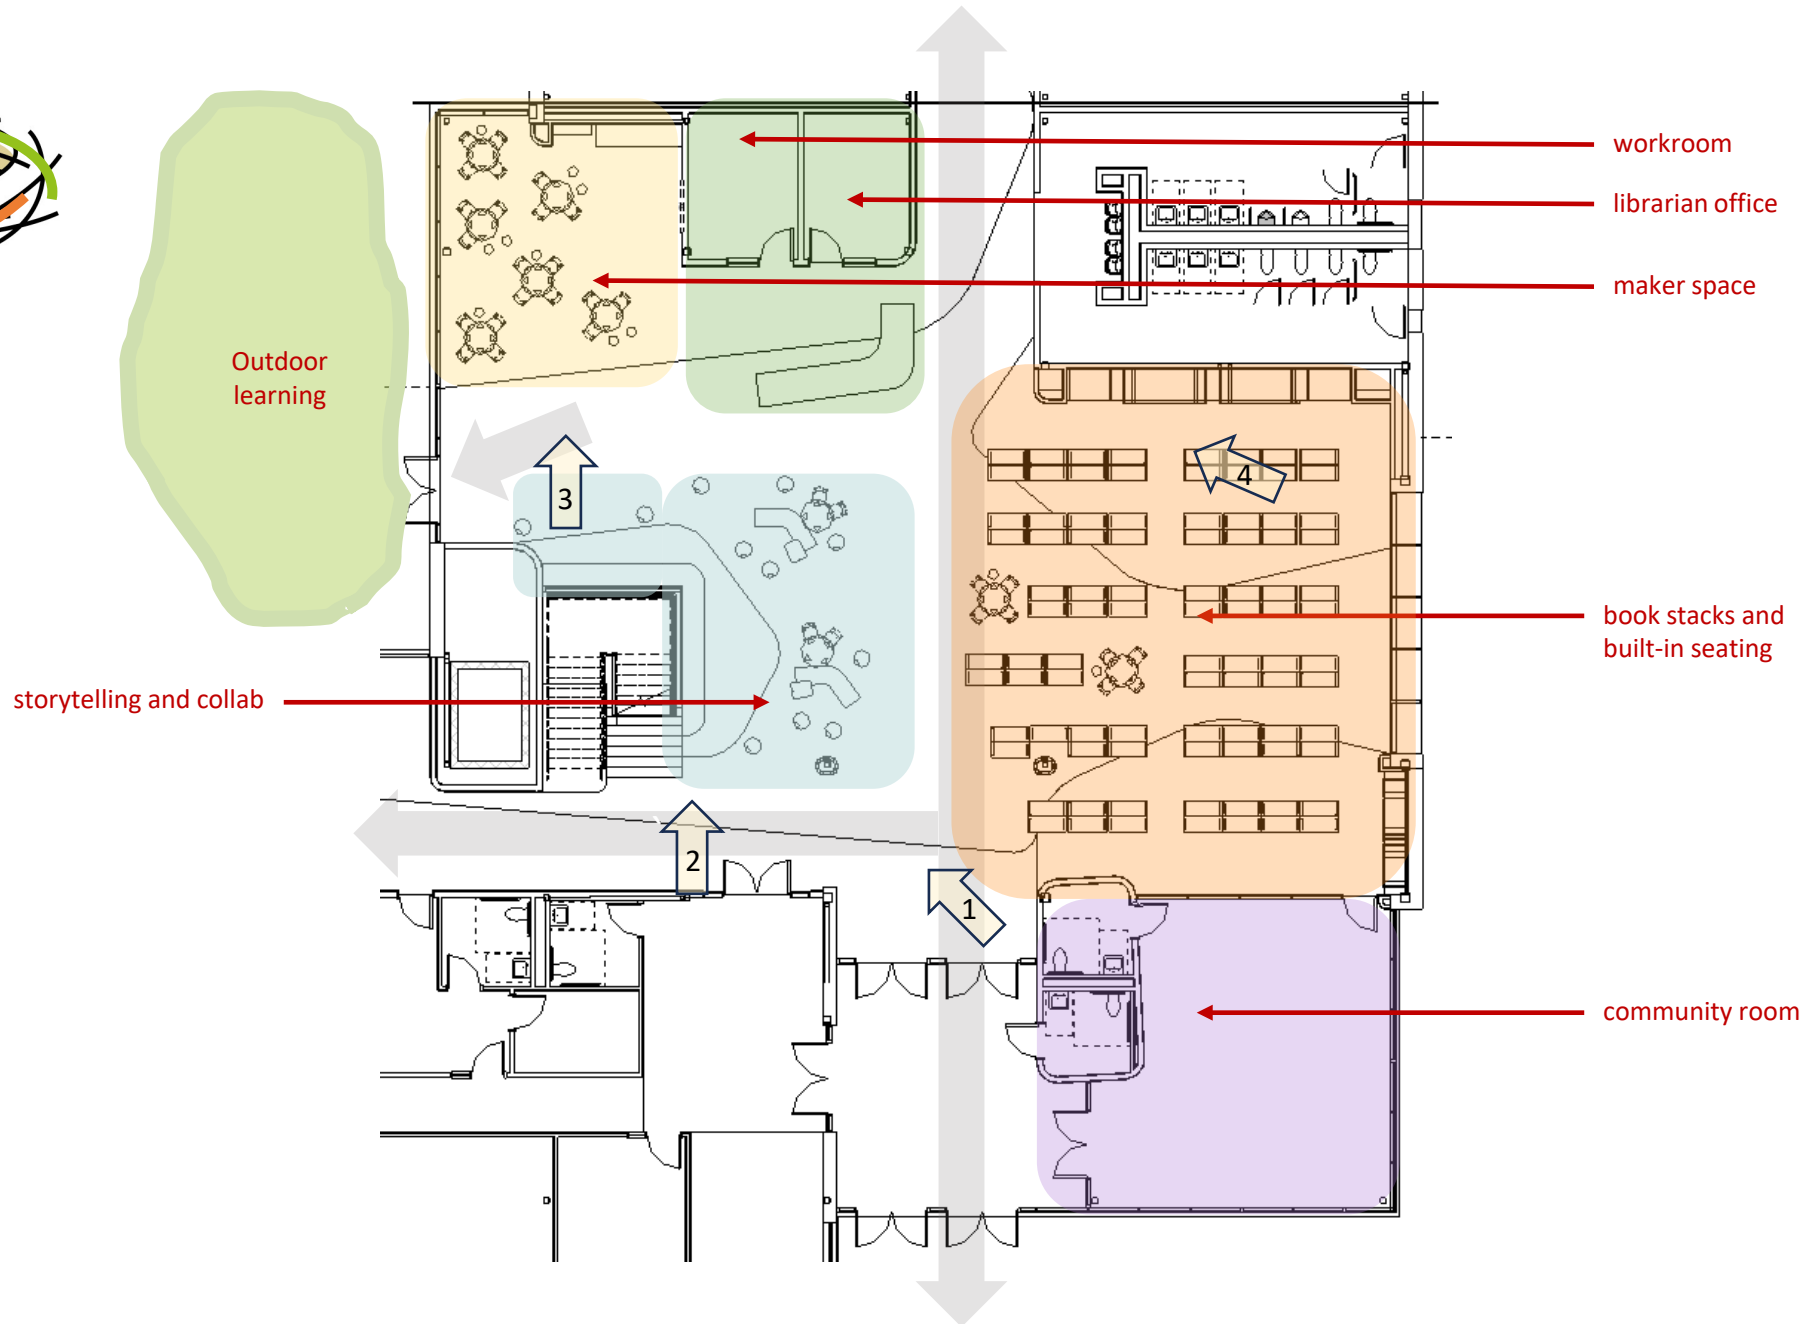 workroom
librarian office
maker space
Outdoor
learning
4
3
book stacks and
built-in seating
storytelling and collab
2
1
community room